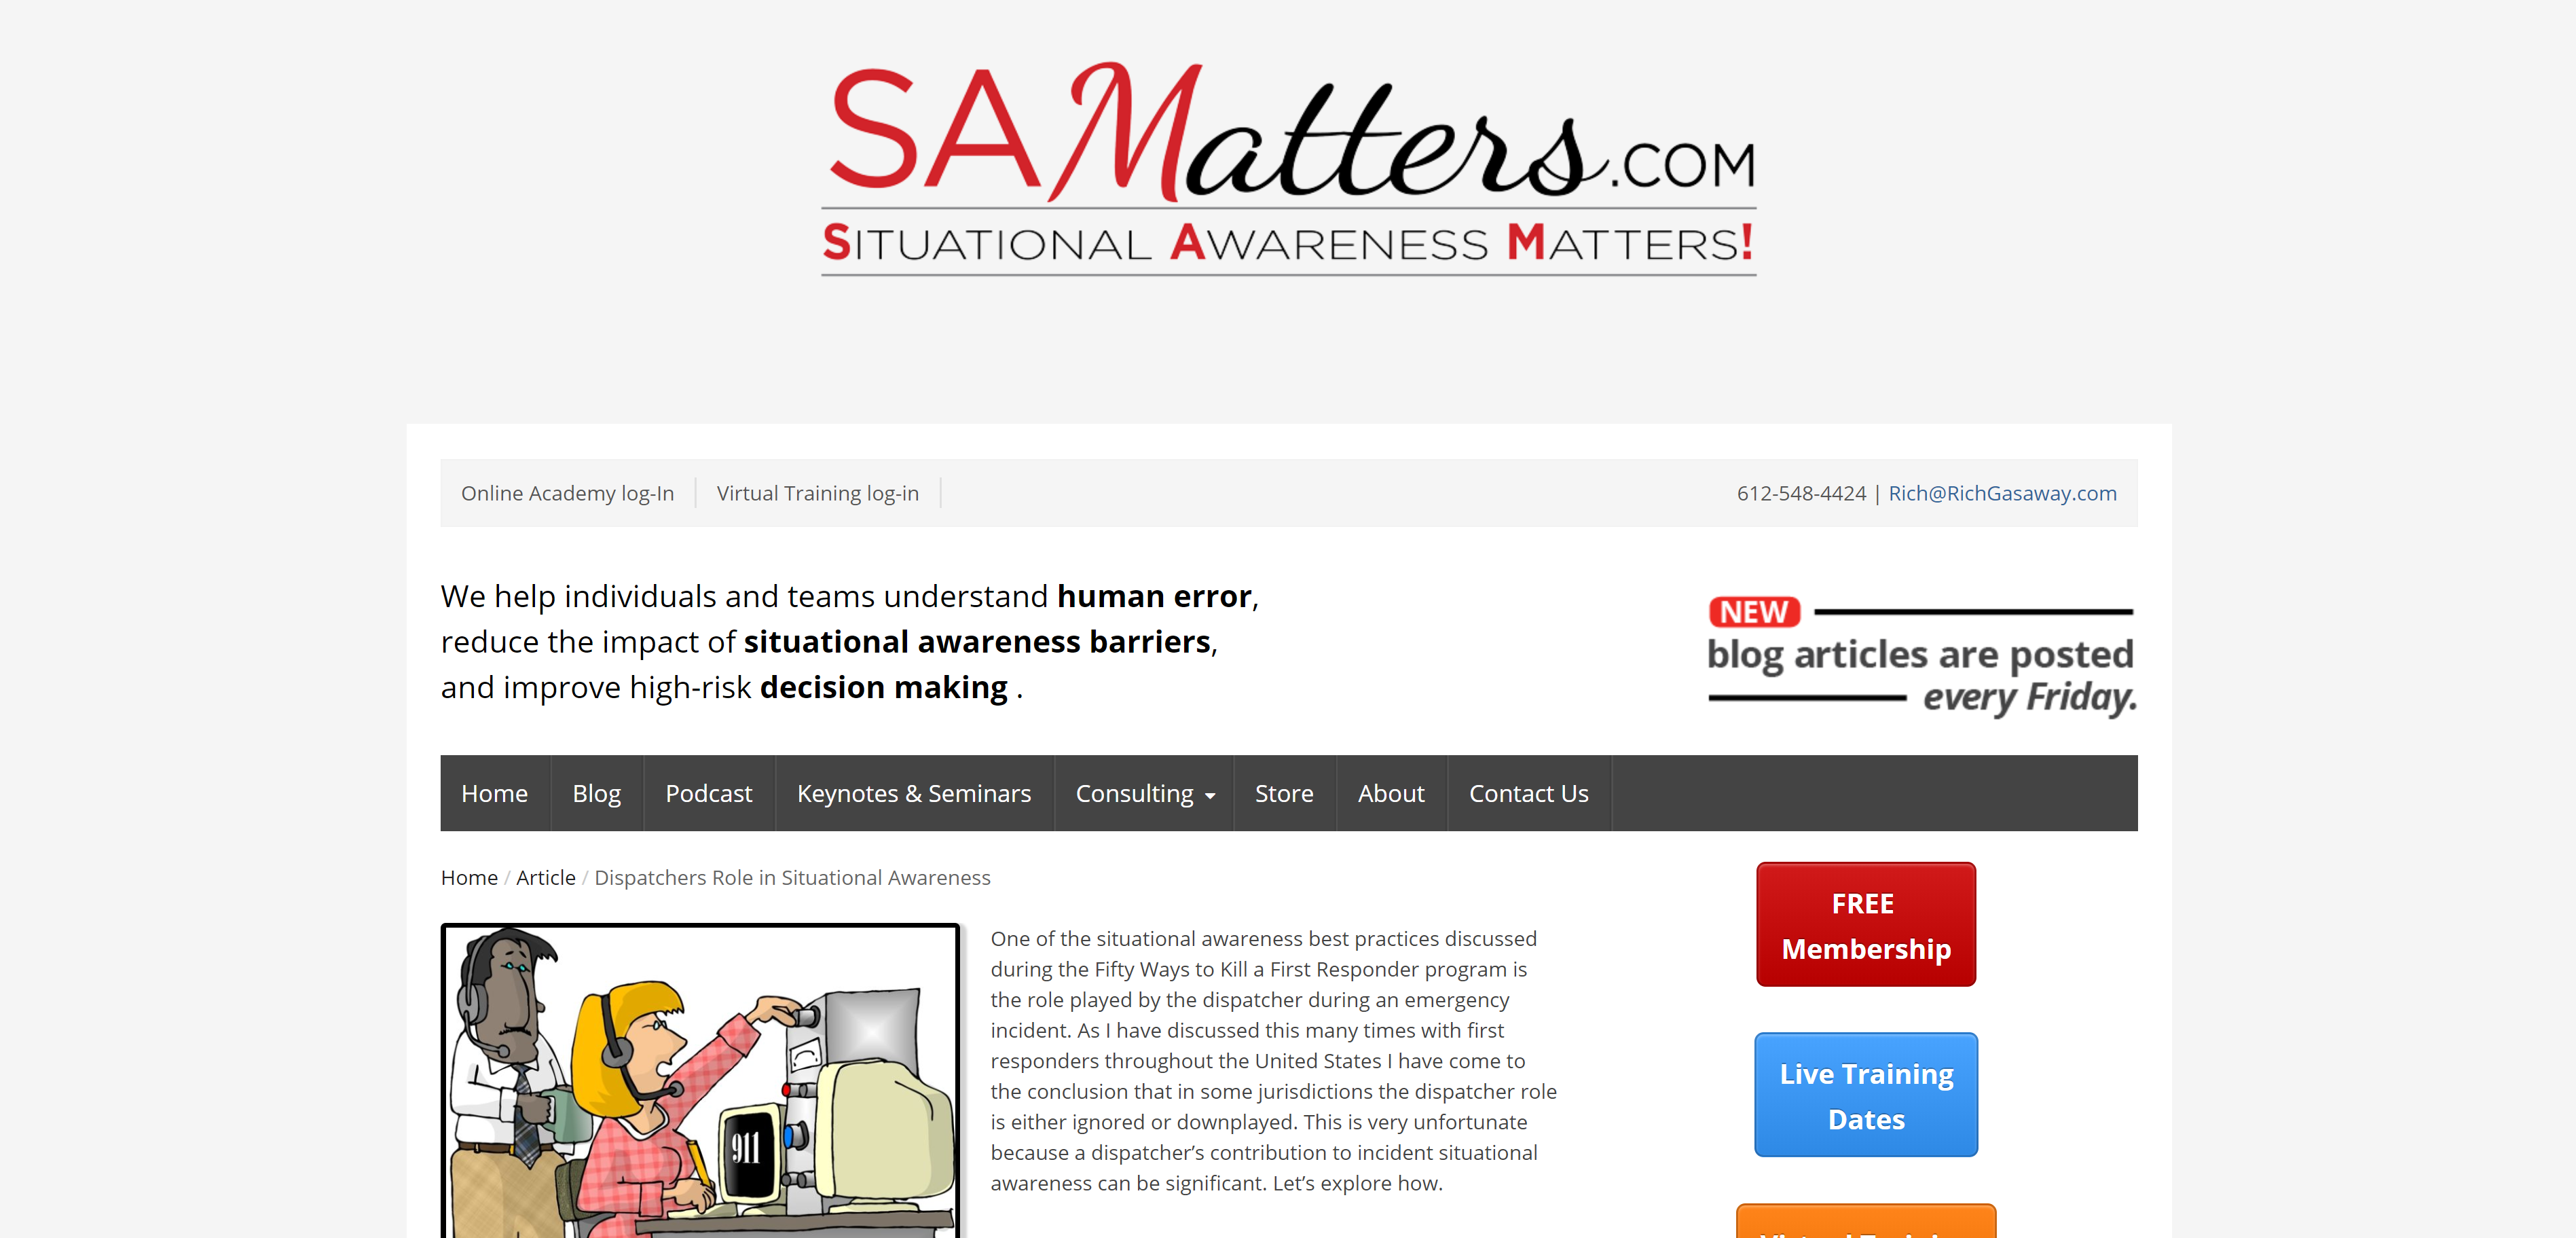 SAMatters.COM
SITUATIONAL AWARENESS MATTERS!
Online Academy log-In
Virtual Training log-in
612-548-4424 | Rich@RichGasaway.com
We help individuals and teams understand human error,
reduce the impact of situational awareness barriers,
and improve high-risk decision making .
NEW
blog articles are posted
every Friday.
Home
Blog
Podcast
Keynotes & Seminars
Consulting
Store
About
Contact Us
Home / Article / Dispatchers Role in Situational Awareness
911
One of the situational awareness best practices discussed
during the Fifty Ways to Kill a First Responder program is
the role played by the dispatcher during an emergency
incident. As I have discussed this many times with first
responders throughout the United States I have come to
the conclusion that in some jurisdictions the dispatcher role
is either ignored or downplayed. This is very unfortunate
because a dispatcher’s contribution to incident situational
awareness can be significant. Let’s explore how.
FREE
Membership
Live Training
Dates